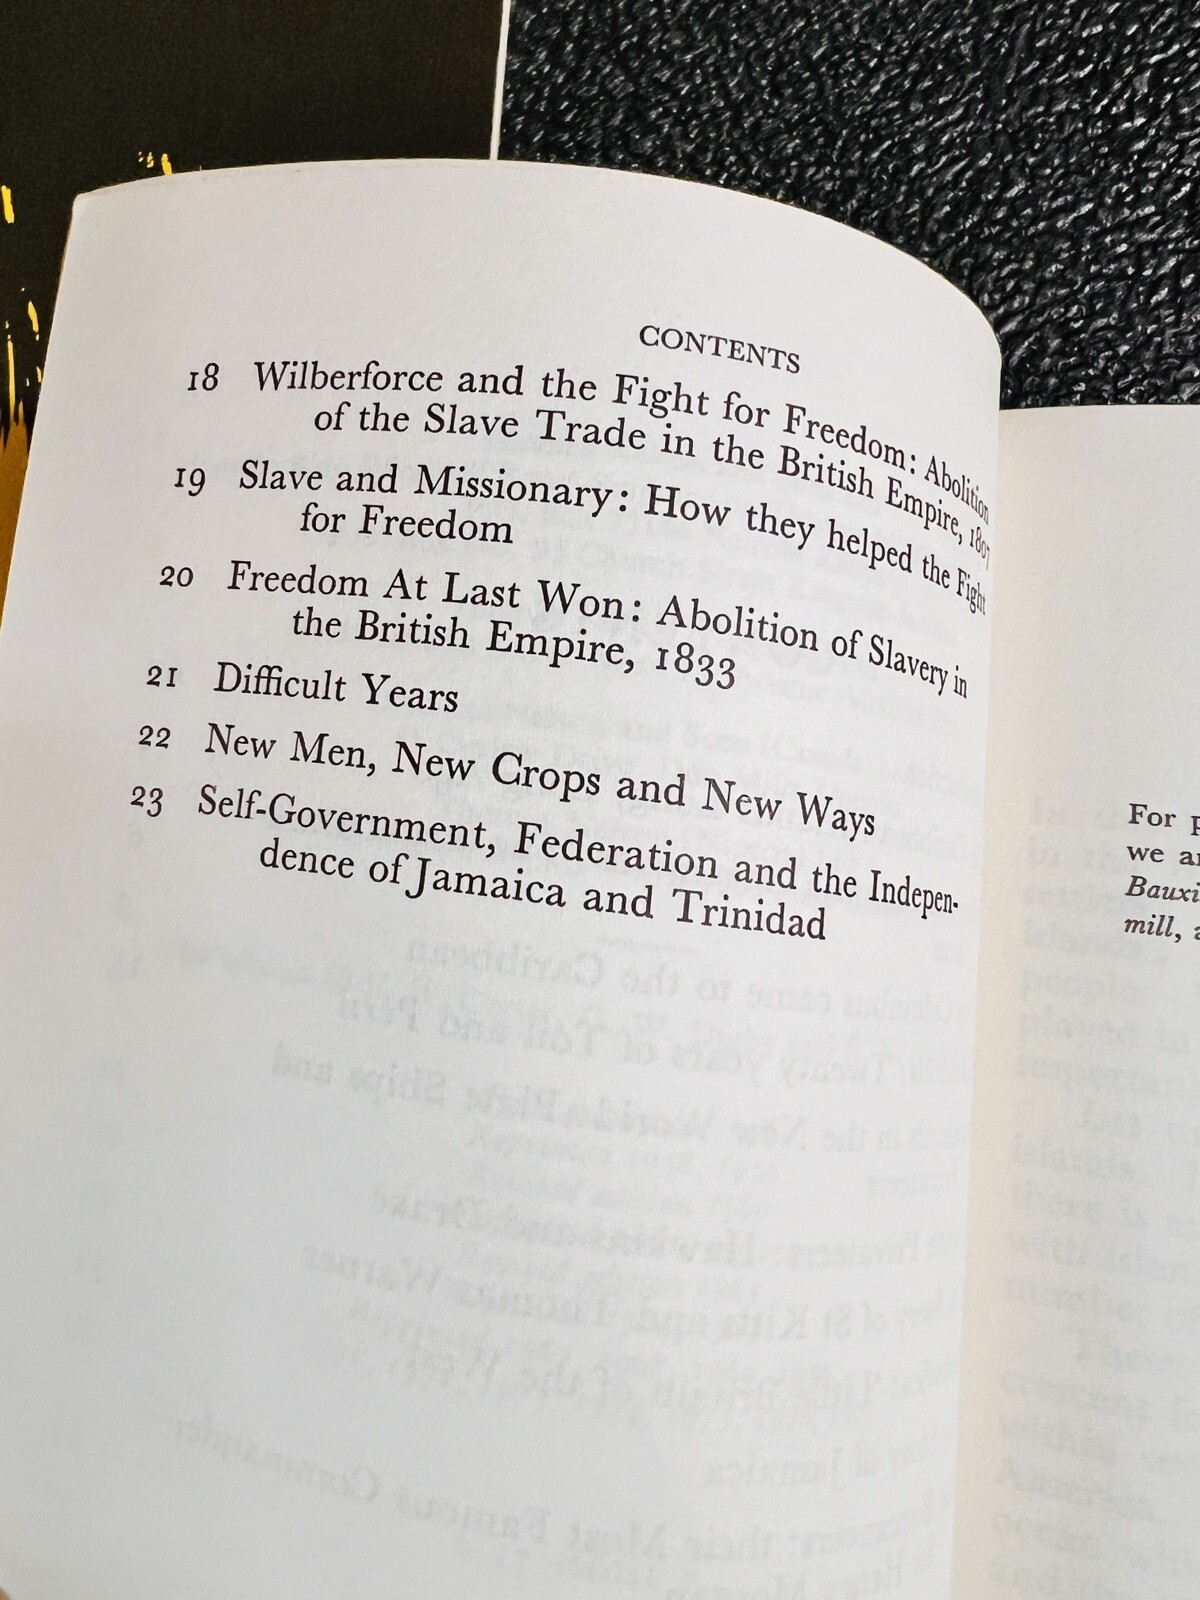 CONTENTS
18 Wilberforce and the Fight for Freedom: Abolition
of the Slave Trade in the British Empire, 1807
19 Slave and Missionary: How they helped the Fight
for Freedom
20 Freedom At Last Won: Abolition of Slavery in
the British Empire, 1833
21 Difficult Years
22 New Men, New Crops and New Ways
23 Self-Government, Federation and the Indepen-
dence of Jamaica and Trinidad
For
we
mill,